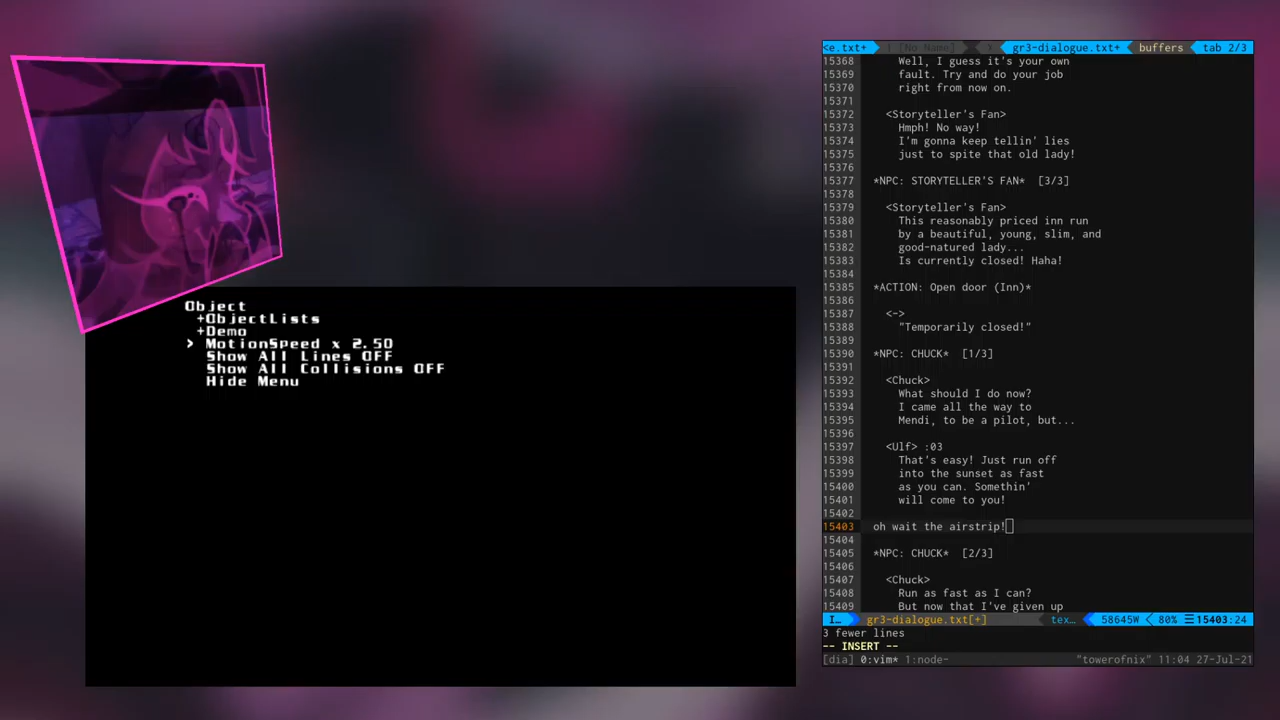 Object
+ObjectLists
+Demo
> MotionSpeed x 2.50
Show All Lines OFF
Show All Collisions OFF
Hide Menu
<e.txt+ 1 [No Name] gr3-dialogue.txt+ buffers tab 2/3
15368 Well, I guess it's your own
15369 fault. Try and do your job
15370 right from now on.
15371
15372 <Storyteller's Fan>
15373 Hmph! No way!
15374 I'm gonna keep tellin' lies
15375 just to spite that old lady!
15376
15377 *NPC: STORYTELLER'S FAN* [3/3]
15378
15379 <Storyteller's Fan>
15380 This reasonably priced inn run
15381 by a beautiful, young, slim, and
15382 good-natured lady...
15383 Is currently closed! Haha!
15384
15385 *ACTION: Open door (Inn)*
15386
15387 <->
15388 "Temporarily closed!"
15389
15390 *NPC: CHUCK* [1/3]
15391
15392 <Chuck>
15393 What should I do now?
15394 I came all the way to
15395 Mendi, to be a pilot, but...
15396
15397 <Ulf> :03
15398 That's easy! Just run off
15399 into the sunset as fast
15400 as you can. Somethin'
15401 will come to you!
15402
15403 oh wait the airstrip!
15404
15405 *NPC: CHUCK* [2/3]
15406
15407 <Chuck>
15408 Run as fast as I can?
15409 But now that I've given up
I… gr3-dialogue.txt[+] tex… 58645W 80% ☰15403:24
3 fewer lines
-- INSERT --
[dia] 0:vim* 1:node- "towerofnix" 11:04 27-Jul-21